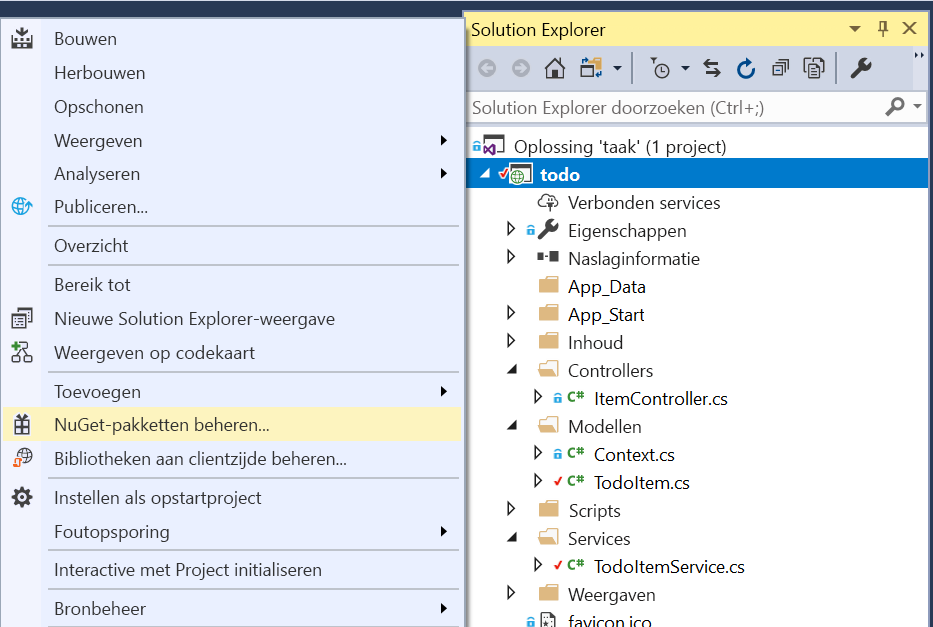 Bouwen
Herbouwen
Opschonen
Weergeven
Analyseren
Publiceren...
Overzicht
Bereik tot
Nieuwe Solution Explorer-weergave
Weergeven op codekaart
Toevoegen
NuGet-pakketten beheren...
Bibliotheken aan clientzijde beheren...
Instellen als opstartproject
Foutopsporing
Interactive met Project initialiseren
Bronbeheer
Solution Explorer
Solution Explorer doorzoeken (Ctrl+;)
Oplossing 'taak' (1 project)
todo
Verbonden services
Eigenschappen
Naslaginformatie
App_Data
App_Start
Inhoud
Controllers
C# ItemController.cs
Modellen
C# Context.cs
C# TodoItem.cs
Scripts
Services
C# TodoItemService.cs
Weergaven
favicon.ico